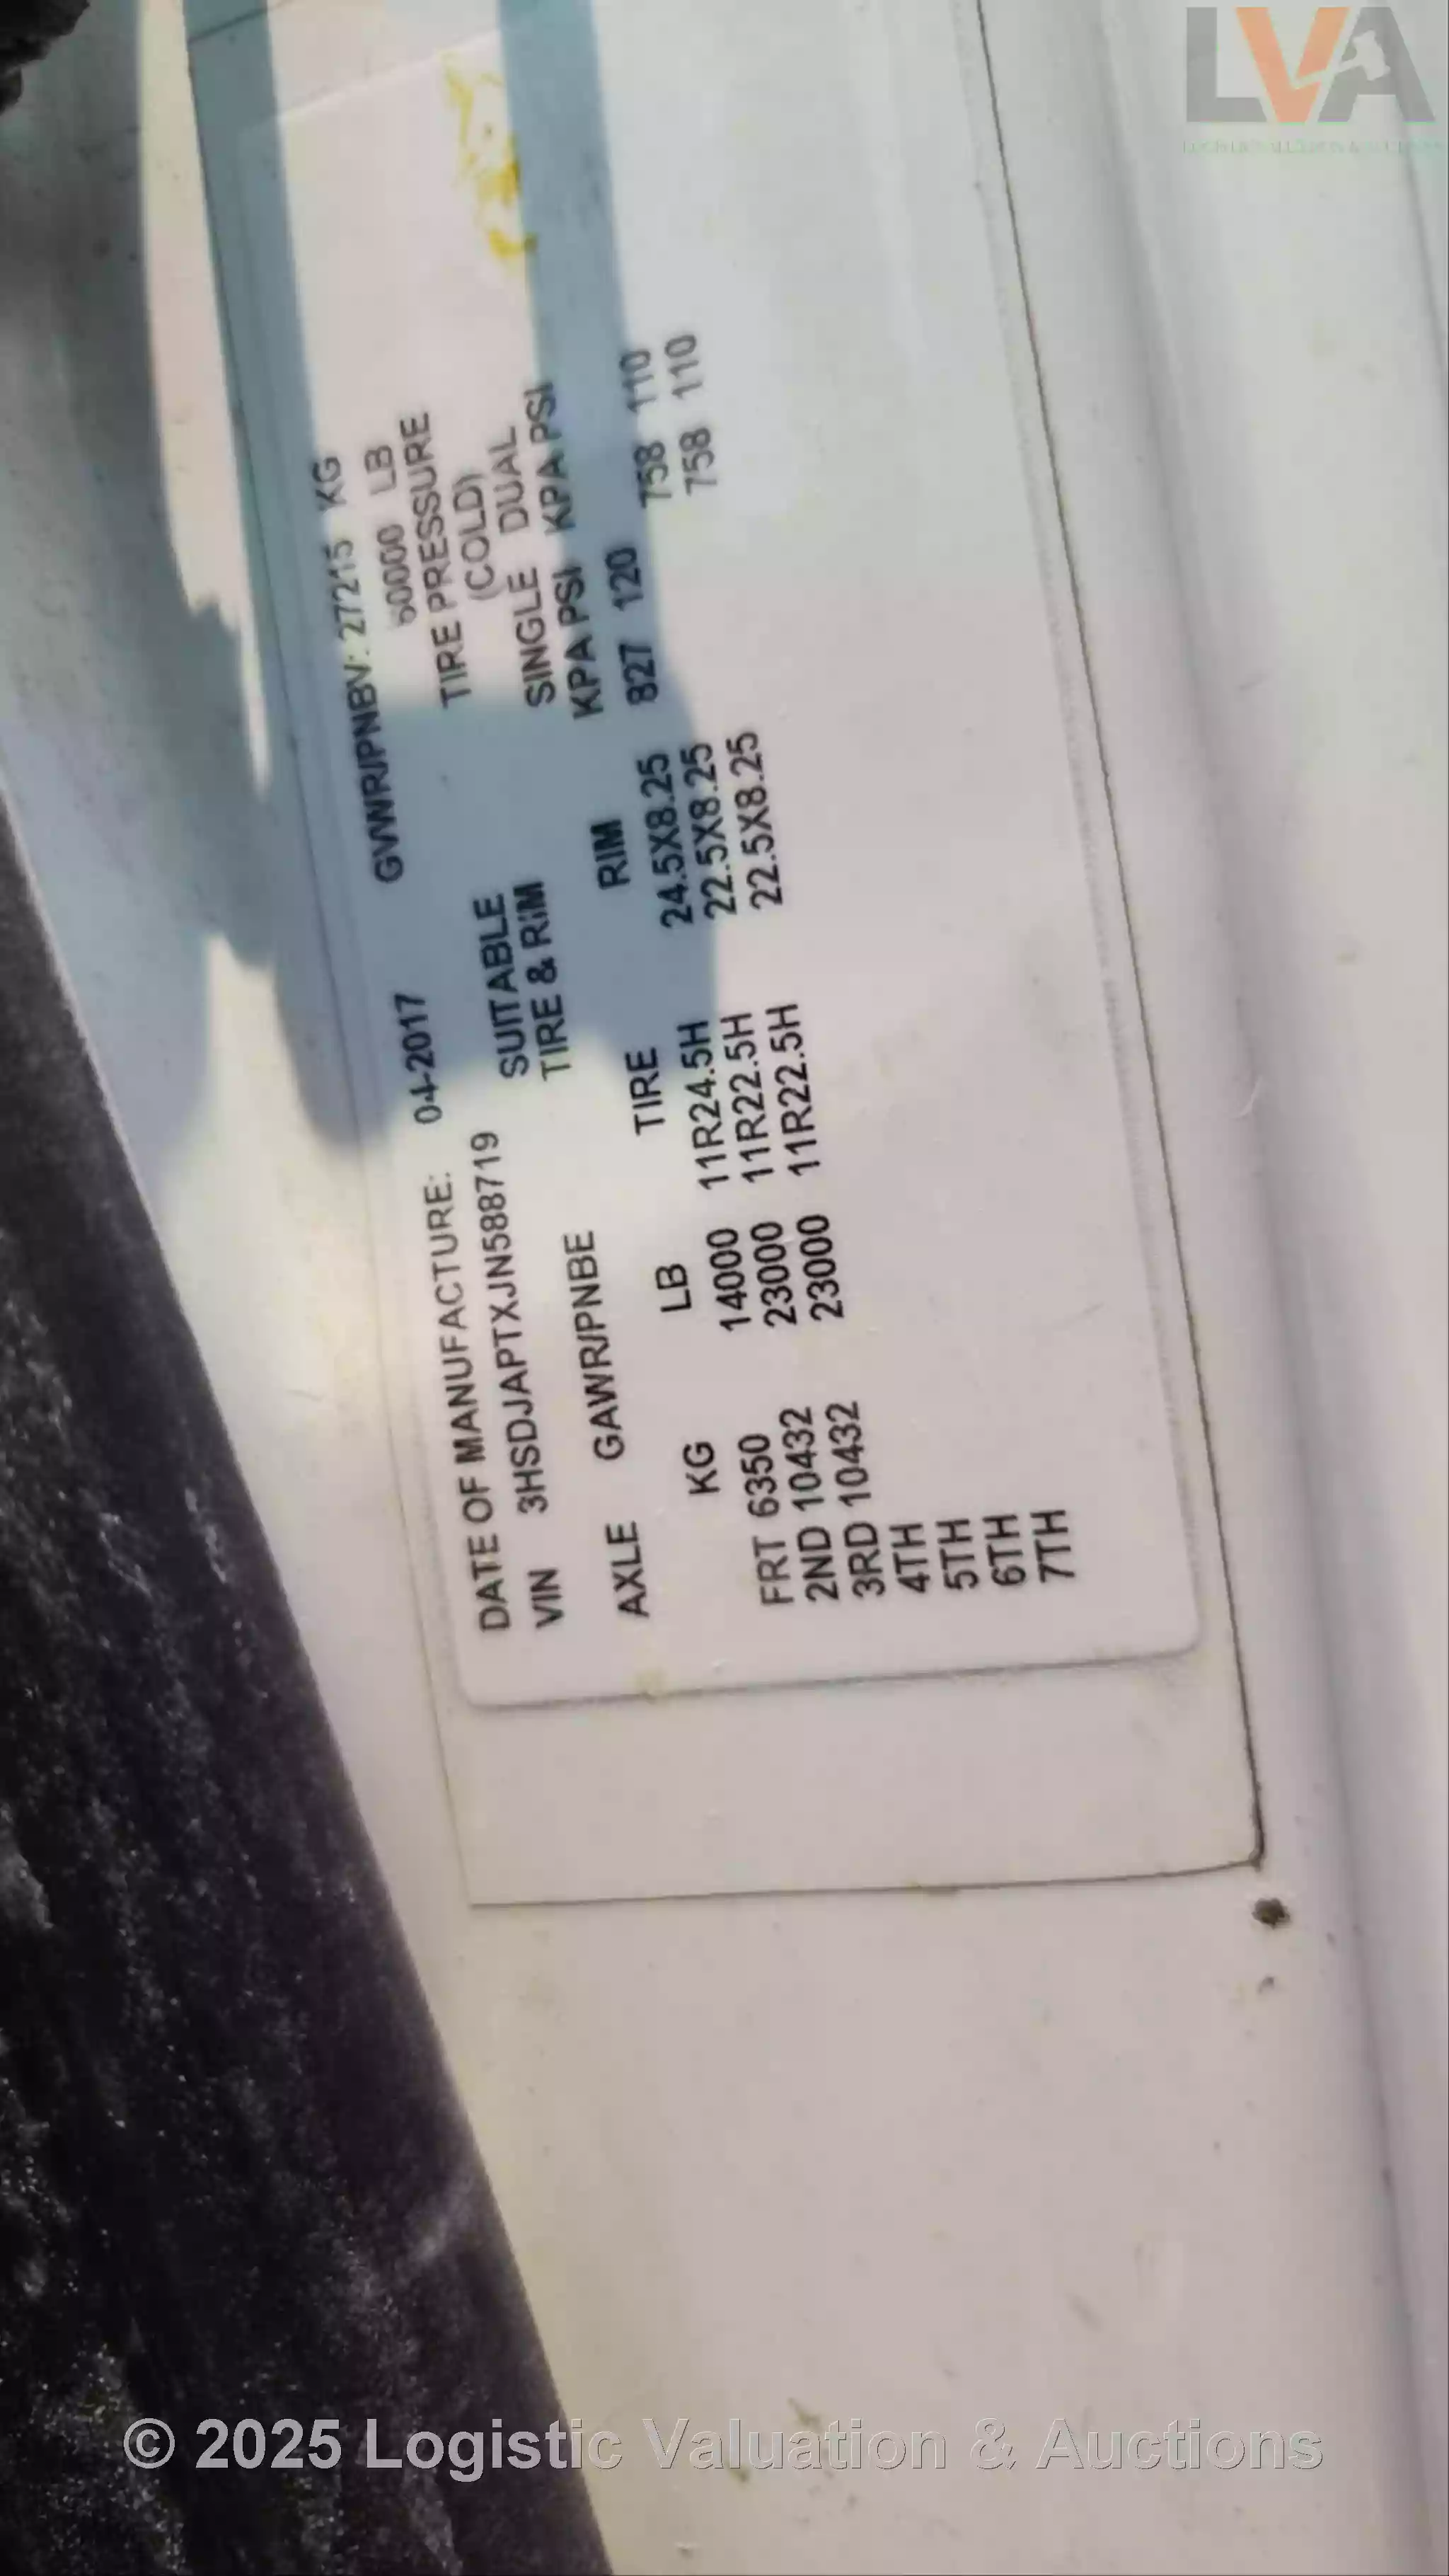 LVA
DATE OF MANUFACTURE: 04-2017 GVWR/PNBV: 27215 KG
60000 LB
VIN 3HSDJAPTXJN588719 SUITABLE TIRE PRESSURE
TIRE & RIM (COLD)
SINGLE DUAL
AXLE GAWR/PNBE KPA PSI KPA PSI
KG LB TIRE RIM
FRT 6350 14000 11R24.5H 24.5X8.25 827 120
2ND 10432 23000 11R22.5H 22.5X8.25 758 110
3RD 10432 23000 11R22.5H 22.5X8.25 758 110
4TH
5TH
6TH
7TH
© 2025 Logistic Valuation & Auctions